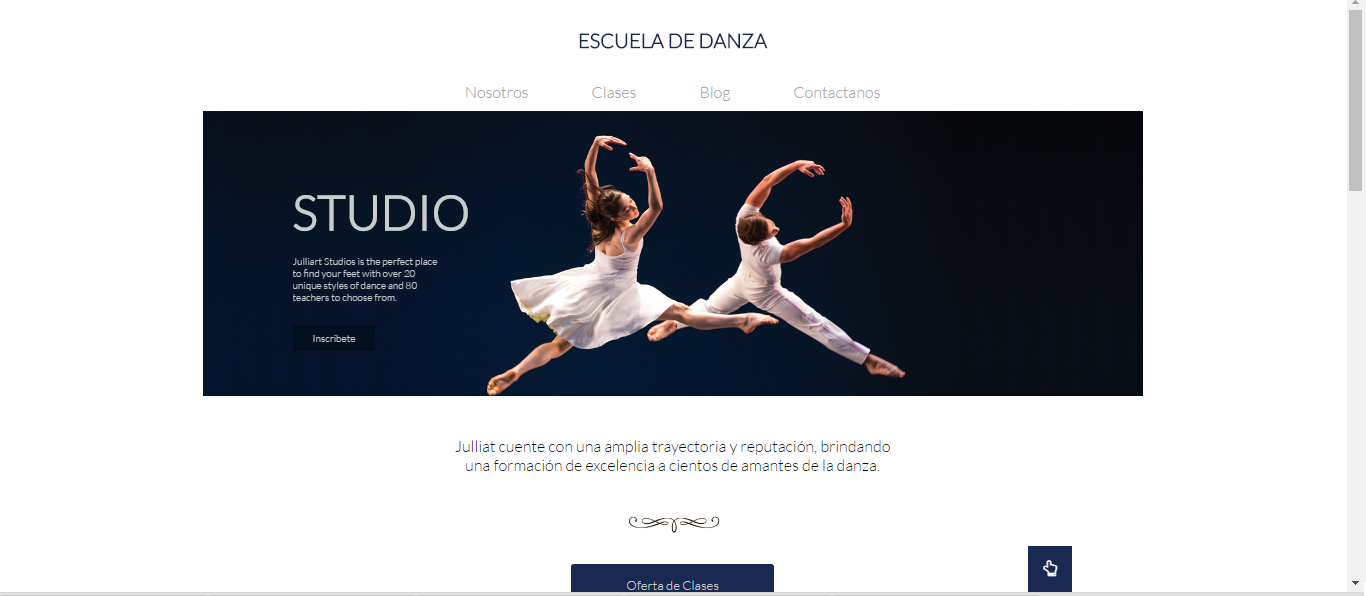 ESCUELA DE DANZA
Nosotros Clases Blog Contactanos
STUDIO
Julliart Studios is the perfect place
to find your feet with over 20
unique styles of dance and 80
teachers to choose from.
Inscríbete
Julliat cuente con una amplia trayectoria y reputación, brindando
una formación de excelencia a cientos de amantes de la danza.
Oferta de Clases